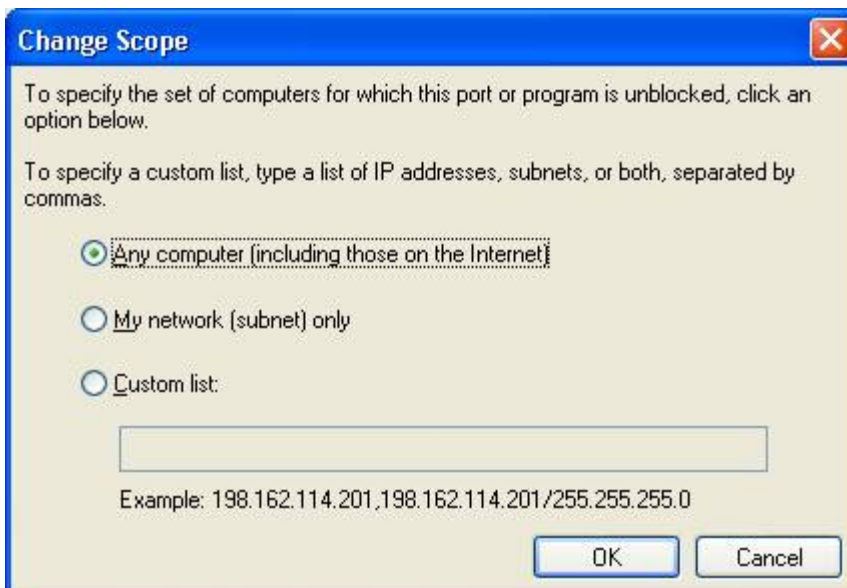 Change Scope
To specify the set of computers for which this port or program is unblocked, click an
option below.
To specify a custom list, type a list of IP addresses, subnets, or both, separated by
commas.
Any computer (including those on the Internet)
My network (subnet) only
Custom list:
Example: 198.162.114.201,198.162.114.201/255.255.255.0
OK Cancel